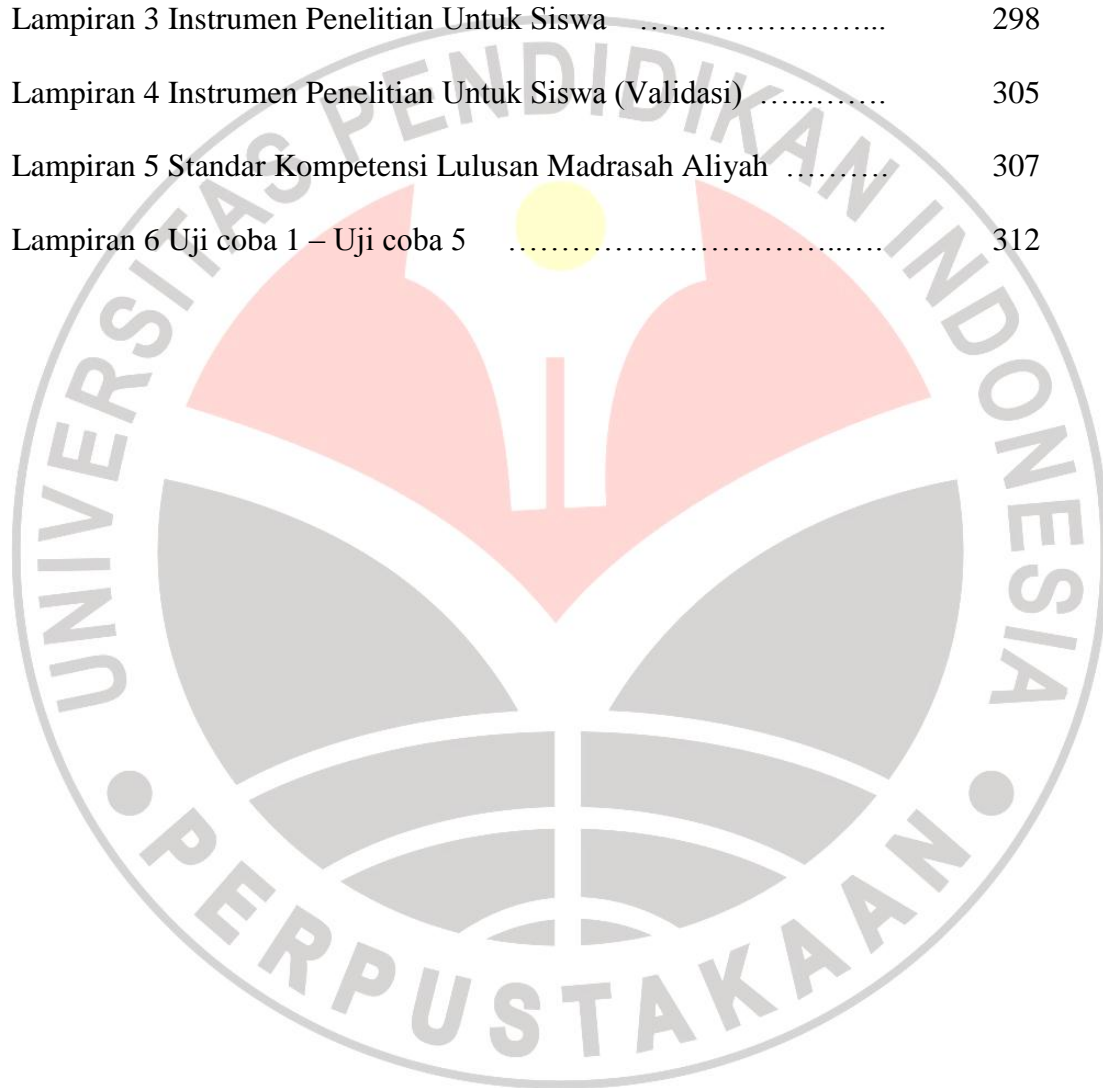 Lampiran 3 Instrumen Penelitian Untuk Siswa …………………... 298
Lampiran 4 Instrumen Penelitian Untuk Siswa (Validasi) …...……. 305
Lampiran 5 Standar Kompetensi Lulusan Madrasah Aliyah ………. 307
Lampiran 6 Uji coba 1 – Uji coba 5 …………………………..…. 312
UNIVERSITAS PENDIDIKAN INDONESIA
PERPUSTAKAAN